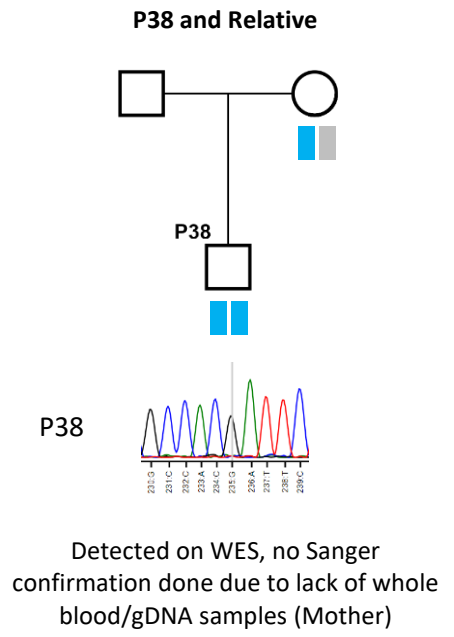 P38 and Relative
P38
P38
230:G 231:C 232:C 233:A 234:C 235:G 236:A 237:T 238:T 239:C
Detected on WES, no Sanger
confirmation done due to lack of whole
blood/gDNA samples (Mother)